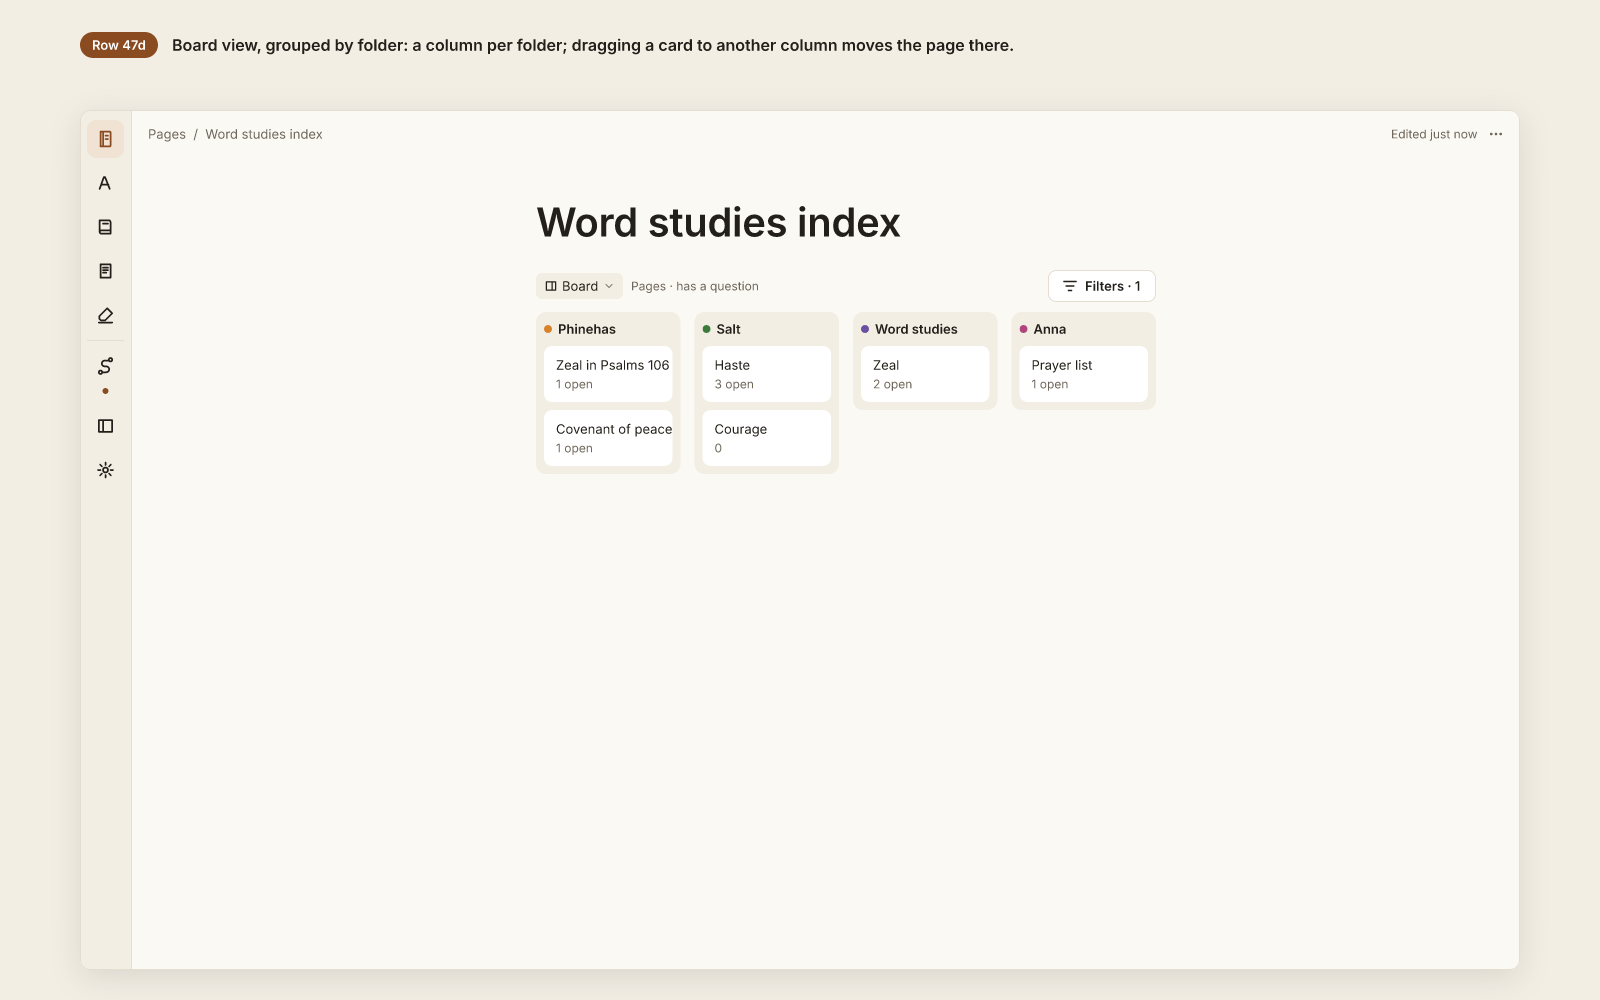 Row 47d
Board view, grouped by folder: a column per folder; dragging a card to another column moves the page there.
Pages / Word studies index
Edited just now
Word studies index
Board
Pages · has a question
Filters · 1
Phinehas
Zeal in Psalms 106
1 open
Covenant of peace
1 open
Salt
Haste
3 open
Courage
0
Word studies
Zeal
2 open
Anna
Prayer list
1 open